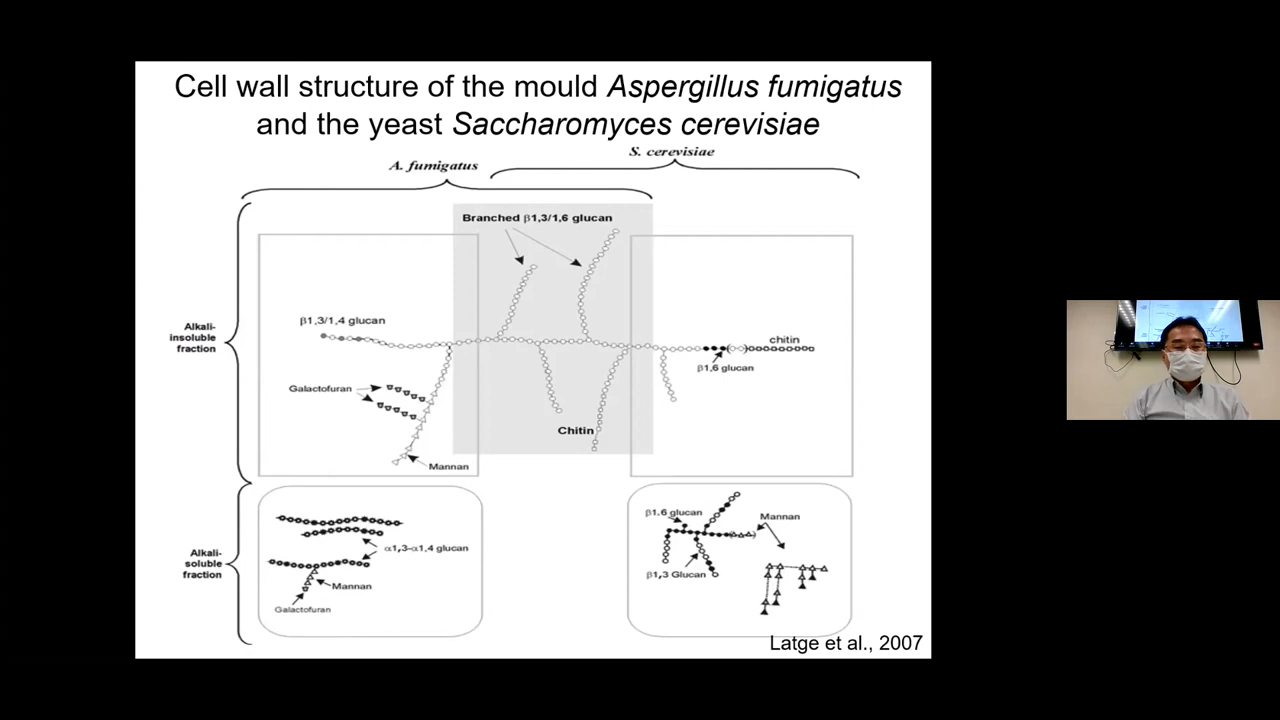 Cell wall structure of the mould Aspergillus fumigatus
and the yeast Saccharomyces cerevisiae
A. fumigatus
S. cerevisiae
Branched β1,3/1,6 glucan
Alkali-
insoluble
fraction
β1,3/1,4 glucan
Galactofuran
Mannan
Chitin
chitin
β1,6 glucan
Alkali-
soluble
fraction
α1,3-α1,4 glucan
Mannan
Galactofuran
β1.6 glucan
Mannan
β1,3 Glucan
Latge et al., 2007